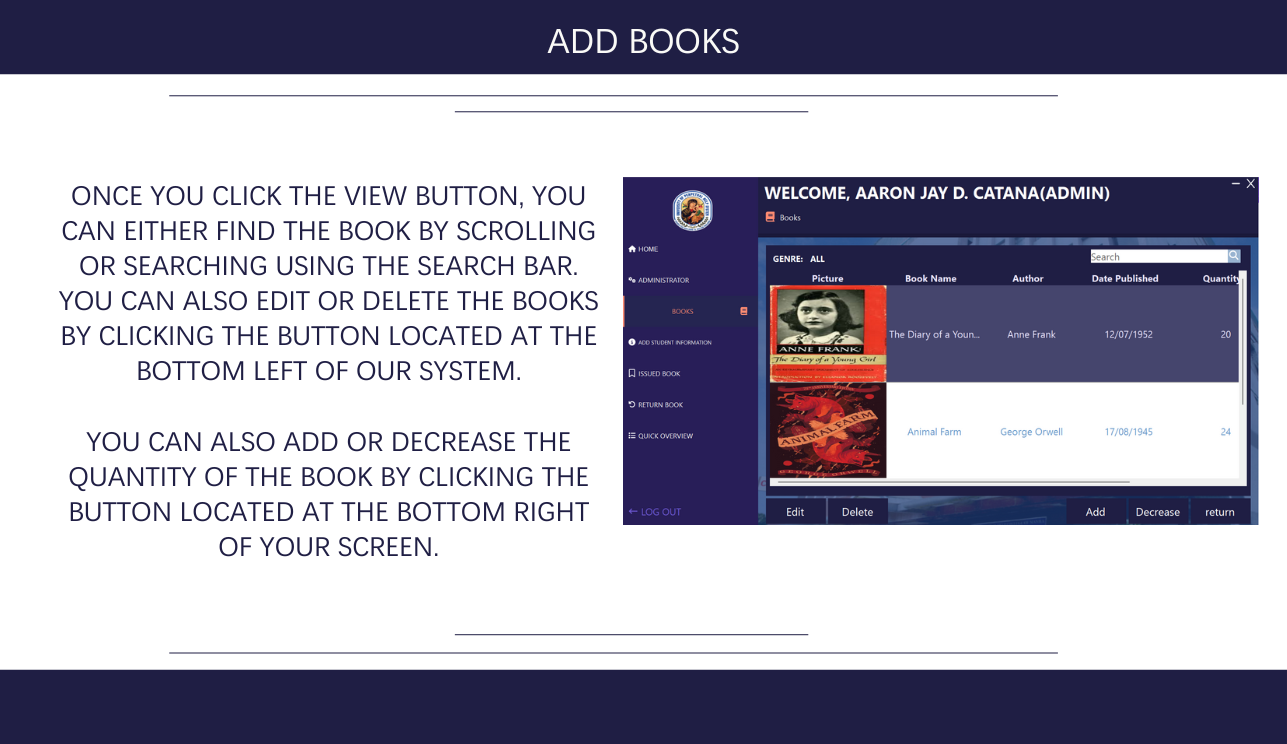 ADD BOOKS
ONCE YOU CLICK THE VIEW BUTTON, YOU
CAN EITHER FIND THE BOOK BY SCROLLING
OR SEARCHING USING THE SEARCH BAR.
YOU CAN ALSO EDIT OR DELETE THE BOOKS
BY CLICKING THE BUTTON LOCATED AT THE
BOTTOM LEFT OF OUR SYSTEM.
YOU CAN ALSO ADD OR DECREASE THE
QUANTITY OF THE BOOK BY CLICKING THE
BUTTON LOCATED AT THE BOTTOM RIGHT
OF YOUR SCREEN.
WELCOME, AARON JAY D. CATANA(ADMIN)
Books
HOME
ADMINISTRATOR
BOOKS
ADD STUDENT INFORMATION
ISSUED BOOK
RETURN BOOK
QUICK OVERVIEW
LOG OUT
GENRE: ALL
Search
Picture Book Name Author Date Published Quantity
ANNE FRANK
The Diary of a Young Girl
The Diary of a Youn... Anne Frank 12/07/1952 20
ANIMAL FARM
GEORGE ORWELL
Animal Farm George Orwell 17/08/1945 24
Edit Delete Add Decrease return